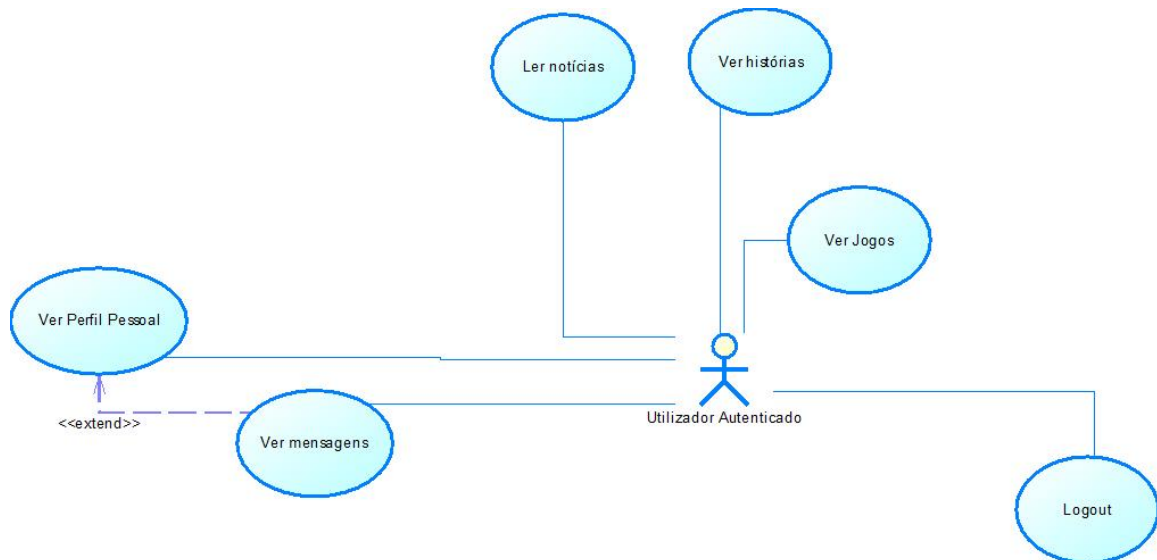 Ler notícias
Ver histórias
Ver Jogos
Ver Perfil Pessoal
Utilizador Autenticado
<<extend>>
Ver mensagens
Logout